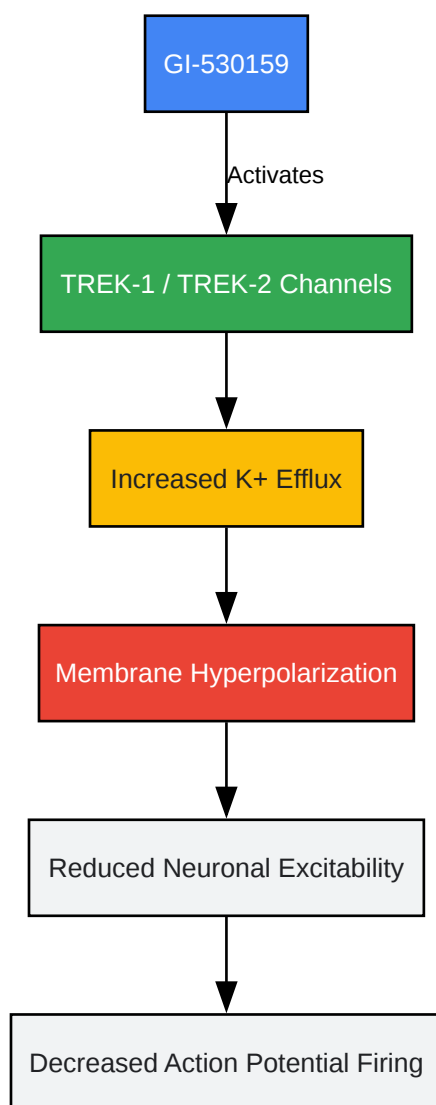 GI-530159
Activates
TREK-1 / TREK-2 Channels
Increased K+ Efflux
Membrane Hyperpolarization
Reduced Neuronal Excitability
Decreased Action Potential Firing